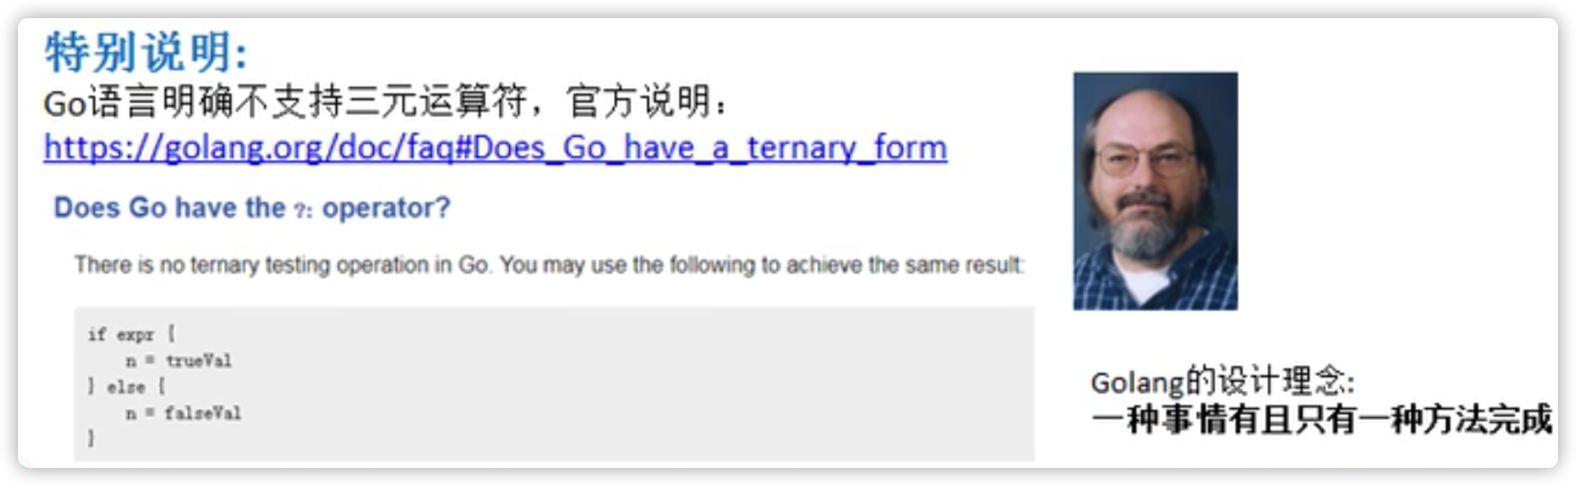 特别说明:
Go语言明确不支持三元运算符，官方说明：
https://golang.org/doc/faq#Does_Go_have_a_ternary_form
Does Go have the ?: operator?
There is no ternary testing operation in Go. You may use the following to achieve the same result:
if expr {
n = trueVal
} else {
n = falseVal
}
Golang的设计理念:
一种事情有且只有一种方法完成